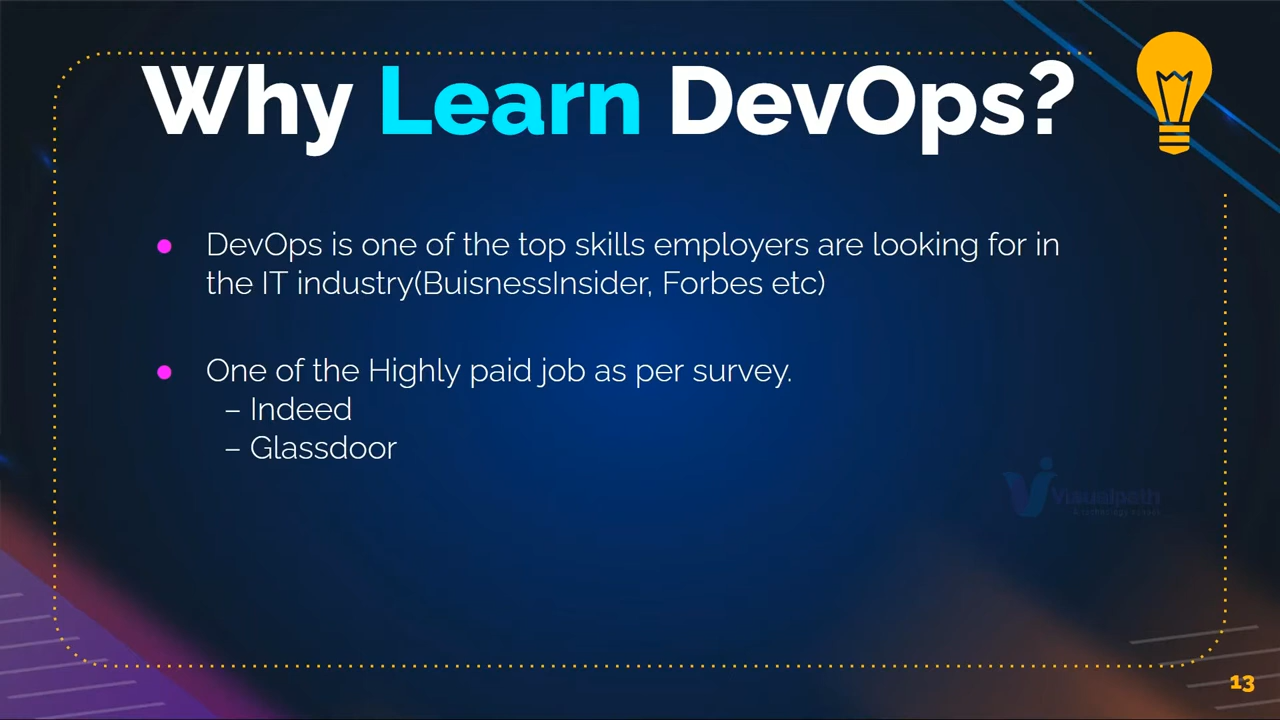 Why Learn DevOps?
● DevOps is one of the top skills employers are looking for in
the IT industry(BuisnessInsider, Forbes etc)
● One of the Highly paid job as per survey.
– Indeed
– Glassdoor
Visualpath
13